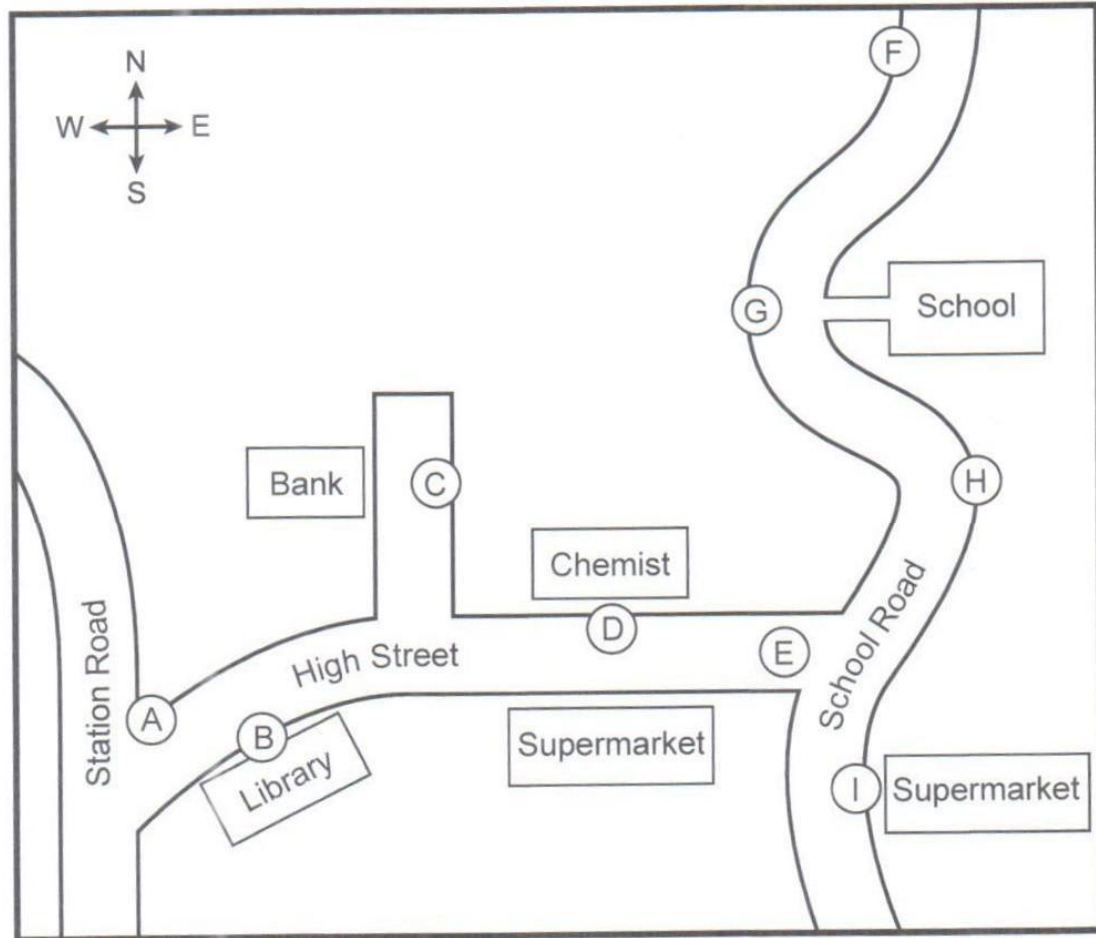 N
W E
S
F
School
G
Bank
C
H
Chemist
D
High Street
E
School Road
Station Road
A
B
Library
Supermarket
I
Supermarket